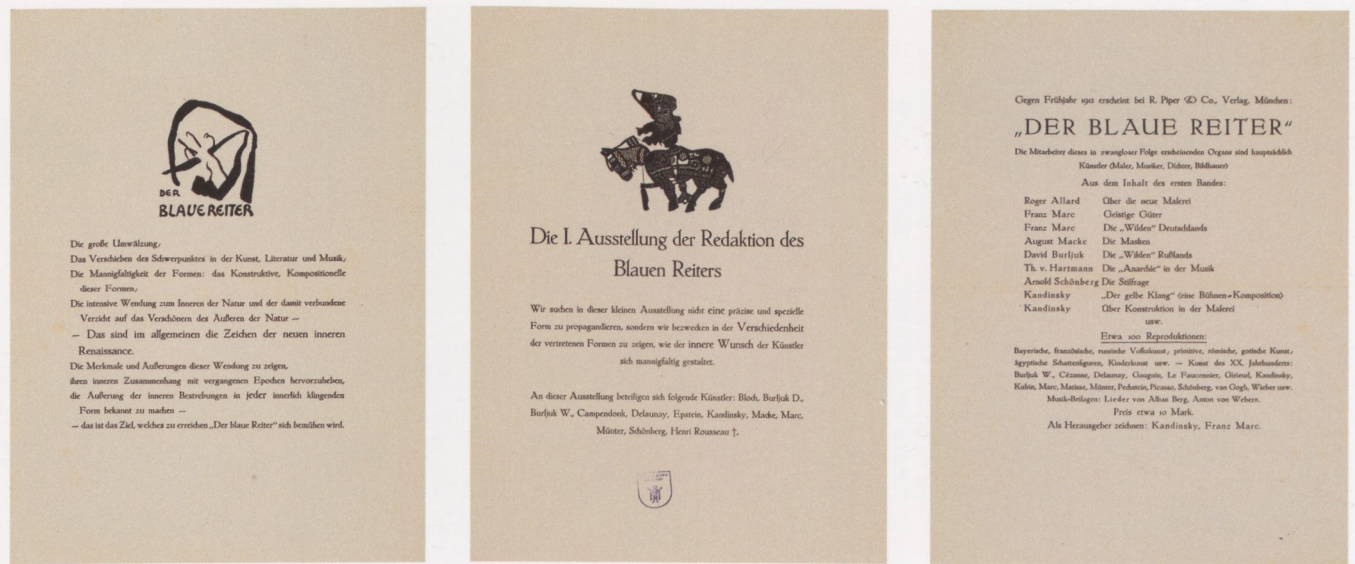 DER
BLAUE REITER
Die große Umwälzung,
Das Verschieben des Schwerpunktes in der Kunst, Literatur und Musik,
Die Mannigfaltigkeit der Formen: das Konstruktive, Kompositionelle
dieser Formen,
Die intensive Wendung zum Inneren der Natur und der damit verbundene
Verzicht auf das Verschönern des Äußeren der Natur —
— Das sind im allgemeinen die Zeichen der neuen inneren
Renaissance.
Die Merkmale und Äußerungen dieser Wendung zu zeigen,
ihren inneren Zusammenhang mit vergangenen Epochen hervorzuheben,
die Äußerung der inneren Bestrebungen in jeder innerlich klingenden
Form bekannt zu machen —
— das ist das Ziel, welches zu erreichen „Der blaue Reiter“ sich bemühen wird.
Die I. Ausstellung der Redaktion des
Blauen Reiters
Wir suchen in dieser kleinen Ausstellung nicht eine präzise und spezielle
Form zu propagandieren, sondern wir bezwecken in der Verschiedenheit
der vertretenen Formen zu zeigen, wie der innere Wunsch der Künstler
sich mannigfaltig gestaltet.
An dieser Ausstellung beteiligen sich folgende Künstler: Bloch, Burljuk D.,
Burljuk W., Campendonk, Delaunay, Epstein, Kandinsky, Macke, Marc,
Münter, Schönberg, Henri Rousseau †.
Gegen Frühjahr 1912 erscheint bei R. Piper & Co., Verlag, München:
„DER BLAUE REITER“
Die Mitarbeiter dieses in zwangloser Folge erscheinenden Organs sind hauptsächlich
Künstler (Maler, Musiker, Dichter, Bildhauer)
Aus dem Inhalt des ersten Bandes:
Roger Allard Über die neue Malerei
Franz Marc Geistige Güter
Franz Marc Die „Wilden“ Deutschlands
August Macke Die Masken
David Burljuk Die „Wilden“ Rußlands
Th. v. Hartmann Die „Anarchie“ in der Musik
Arnold Schönberg Die Stilfrage
Kandinsky „Der gelbe Klang“ (eine Bühnen-Komposition)
Kandinsky Über Konstruktion in der Malerei
usw.
Etwa 100 Reproduktionen:
Bayerische, französische, russische Volkskunst, primitive, römische, gotische Kunst,
ägyptische Schattenfiguren, Kinderkunst usw. — Kunst des XX. Jahrhunderts:
Burljuk W., Cézanne, Delaunay, Gauguin, Le Fauconnier, Girieud, Kandinsky,
Kubin, Marc, Matisse, Münter, Pechstein, Picasso, Schönberg, van Gogh, Wieber usw.
Musik-Beilagen: Lieder von Alban Berg, Anton von Webern.
Preis etwa 10 Mark.
Als Herausgeber zeichnen: Kandinsky, Franz Marc.